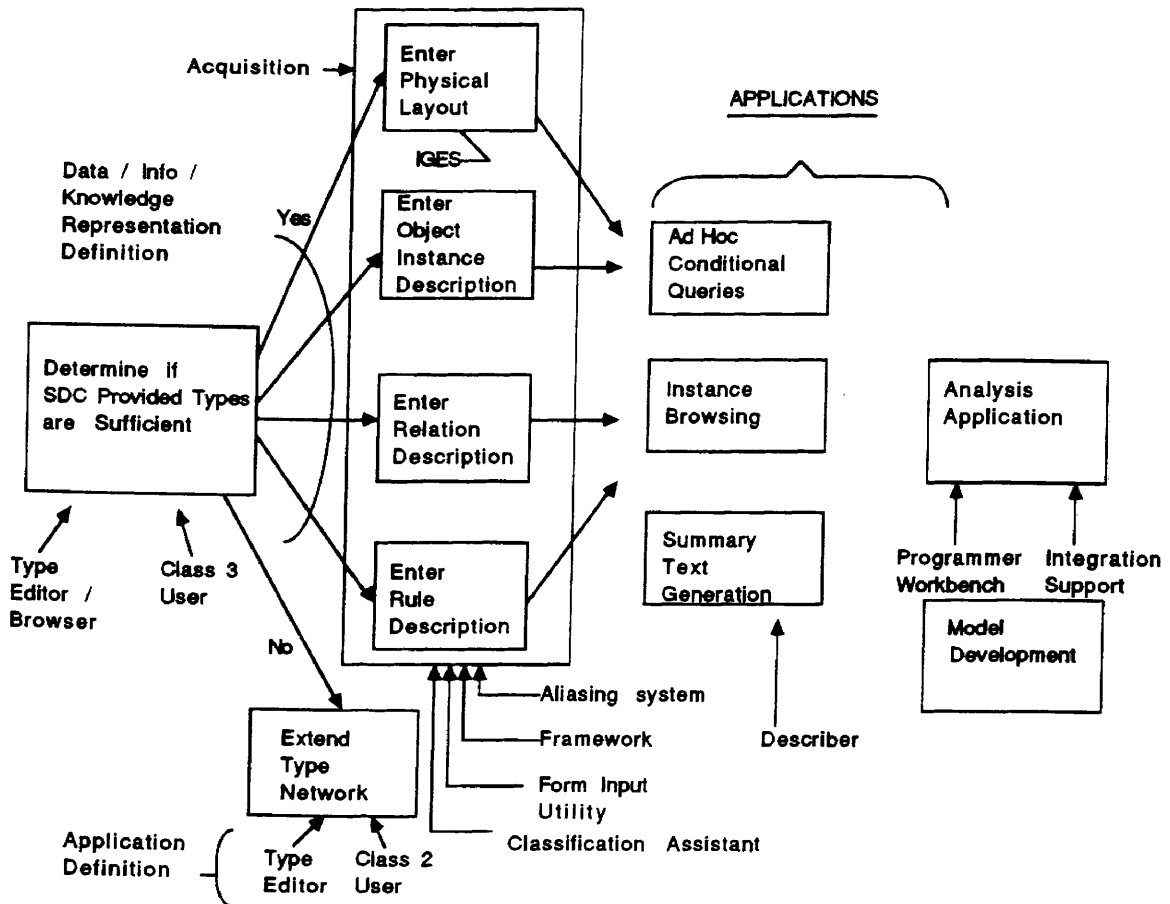 Acquisition
Enter
Physical
Layout
IGES
APPLICATIONS
Data / Info /
Knowledge
Representation
Definition
Yes
Enter
Object
Instance
Description
Ad Hoc
Conditional
Queries
Determine if
SDC Provided Types
are Sufficient
Enter
Relation
Description
Instance
Browsing
Analysis
Application
Type
Editor /
Browser
Class 3
User
Enter
Rule
Description
Summary
Text
Generation
Programmer
Workbench
Integration
Support
Model
Development
No
Aliasing system
Framework
Describer
Form Input
Utility
Classification Assistant
Extend
Type
Network
Application
Definition
Type
Editor
Class 2
User